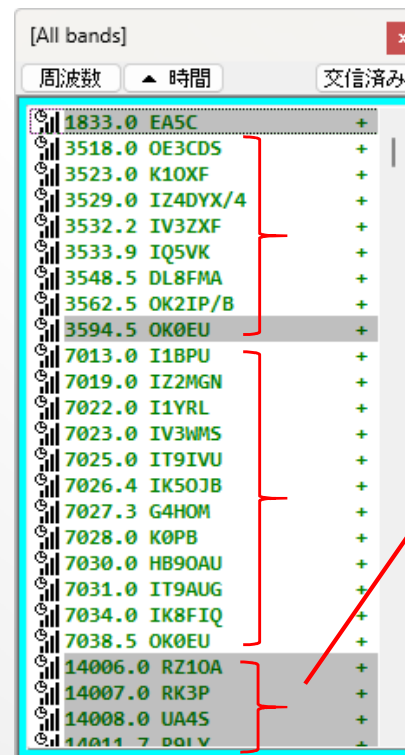 [All bands]
周波数 ▲ 時間 交信済み
1833.0 EA5C +
3518.0 OE3CDS +
3523.0 K1OXF +
3529.0 IZ4DYX/4 +
3532.2 IV3ZXF +
3533.9 IQ5VK +
3548.5 DL8FMA +
3562.5 OK2IP/B +
3594.5 OK0EU +
7013.0 I1BPU +
7019.0 IZ2MGN +
7022.0 I1YRL +
7023.0 IV3WMS +
7025.0 IT9IVU +
7026.4 IK5OJB +
7027.3 G4HOM +
7028.0 K0PB +
7030.0 HB9OAU +
7031.0 IT9AUG +
7034.0 IK8FIQ +
7038.5 OK0EU +
14006.0 RZ1OA +
14007.0 RK3P +
14008.0 UA4S +
14011.7 R9LY +